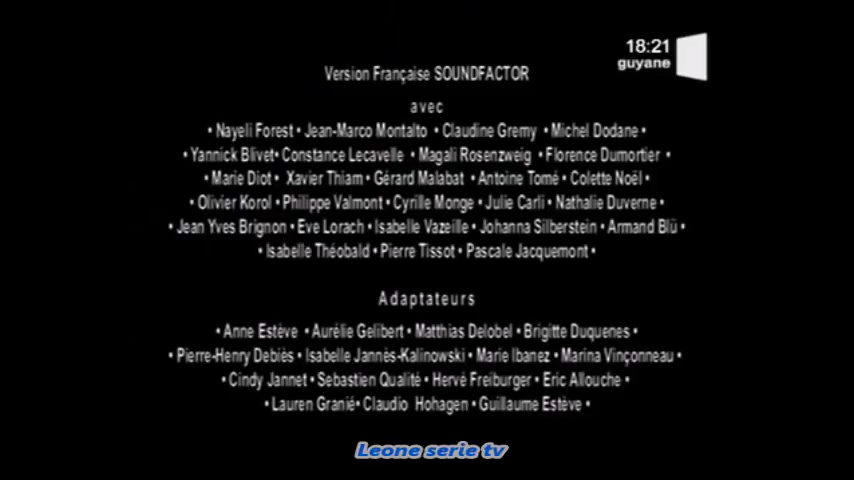 18:21
guyane
Version Française SOUNDFACTOR
avec
• Nayeli Forest • Jean-Marco Montalto • Claudine Gremy • Michel Dodane •
• Yannick Blivet• Constance Lecavelle • Magali Rosenzweig • Florence Dumortier •
• Marie Diot • Xavier Thiam • Gérard Malabat • Antoine Tomé • Colette Noël •
• Olivier Korol • Philippe Valmont • Cyrille Monge • Julie Carli • Nathalie Duverne •
• Jean Yves Brignon • Eve Lorach • Isabelle Vazeille • Johanna Silberstein • Armand Blü •
• Isabelle Théobald • Pierre Tissot • Pascale Jacquemont •
Adaptateurs
• Anne Estève • Aurélie Gelibert • Matthias Delobel • Brigitte Duquenes •
• Pierre-Henry Debiès • Isabelle Jannès-Kalinowski • Marie Ibanez • Marina Vinçonneau •
• Cindy Jannet • Sebastien Qualité • Hervé Freiburger • Eric Allouche •
• Lauren Granié• Claudio Hohagen • Guillaume Estève •
Leone serie tv